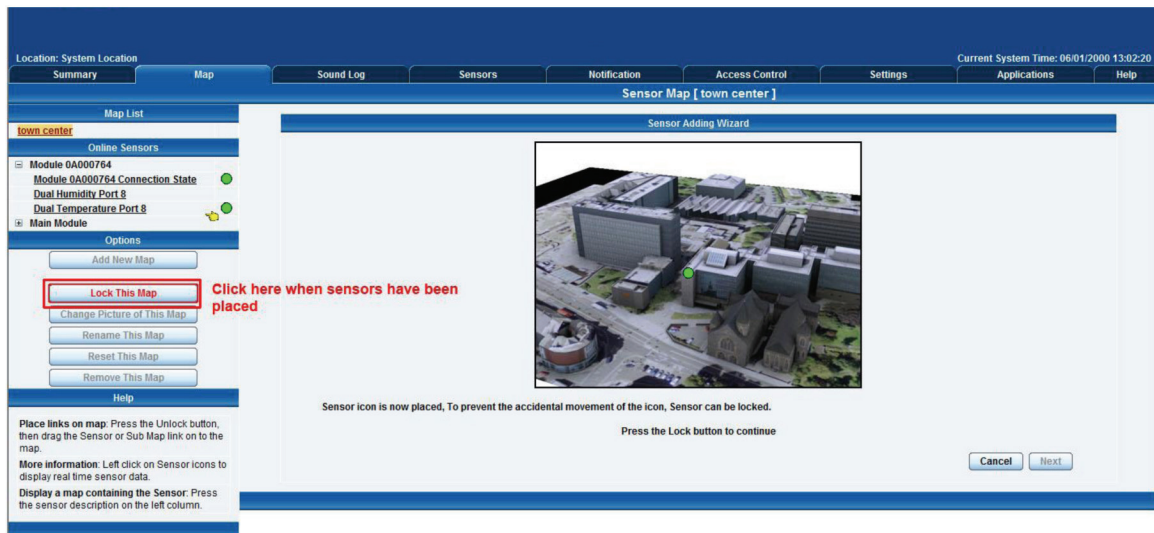 Location: System Location
Current System Time: 06/01/2000 13:02:20
Summary Map Sound Log Sensors Notification Access Control Settings Applications Help
Sensor Map [ town center ]
Map List
town center
Online Sensors
Module 0A000764
Module 0A000764 Connection State
Dual Humidity Port 8
Dual Temperature Port 8
Main Module
Options
Add New Map
Lock This Map
Click here when sensors have been
placed
Change Picture of This Map
Rename This Map
Reset This Map
Remove This Map
Help
Place links on map: Press the Unlock button,
then drag the Sensor or Sub Map link on to the
map.
More information: Left click on Sensor icons to
display real time sensor data.
Display a map containing the Sensor: Press
the sensor description on the left column.
Sensor Adding Wizard
Sensor icon is now placed, To prevent the accidental movement of the icon, Sensor can be locked.
Press the Lock button to continue
Cancel Next